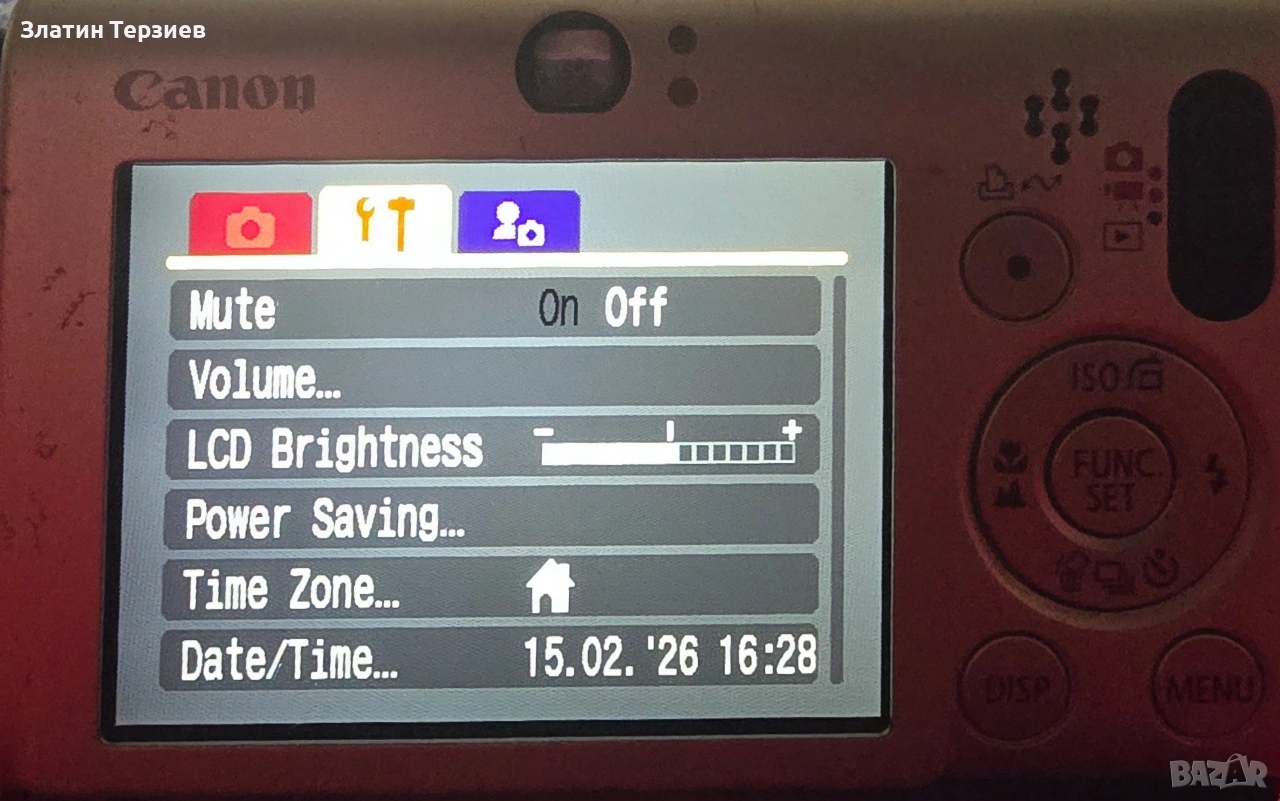 Златин Терзиев
Canon
Mute On Off
Volume...
LCD Brightness - +
Power Saving...
Time Zone...
Date/Time... 15.02.'26 16:28
ISO
FUNC.
SET
DISP.
MENU
BAZAR